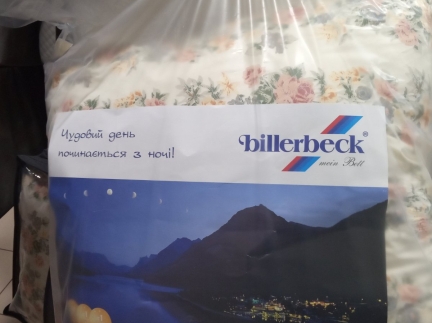 Чудовий день
починається з ночі!
billerbeck®
mein Bett